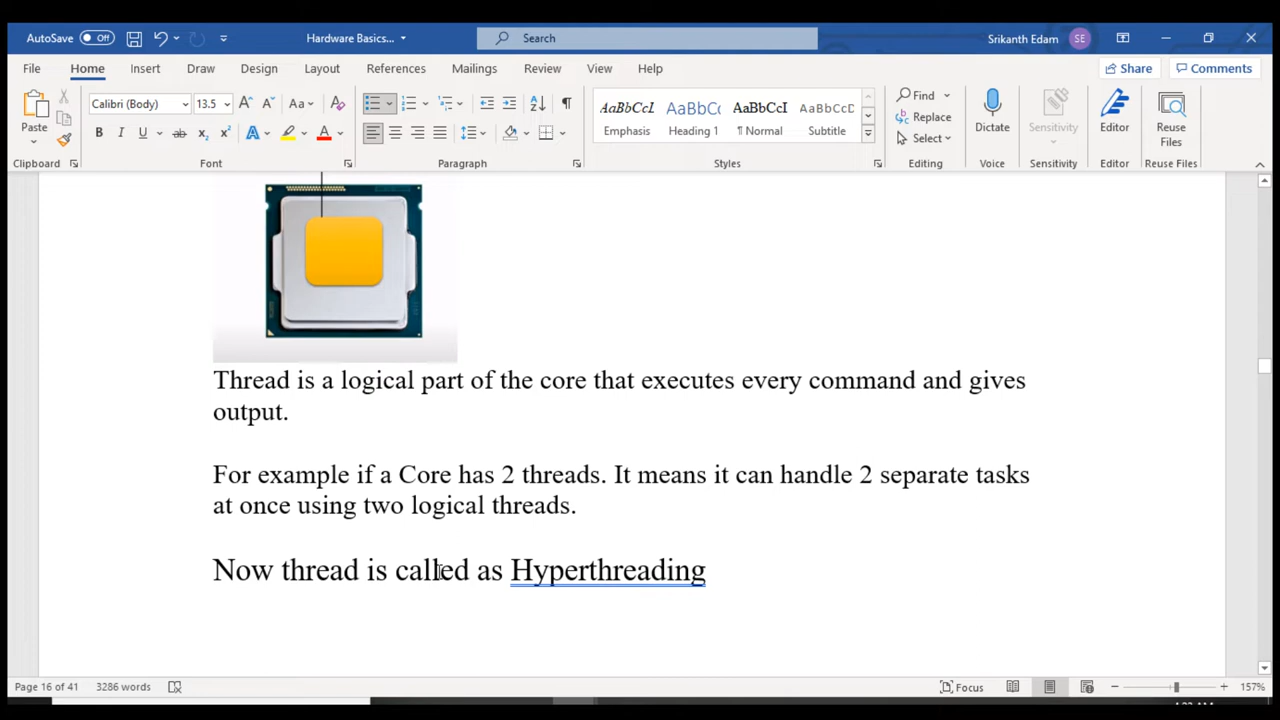 AutoSave Off Hardware Basics... Search Srikanth Edam SE
File Home Insert Draw Design Layout References Mailings Review View Help Share Comments
Paste Calibri (Body) 13.5 Aa AaBbCcI AaBbCc AaBbCcI AaBbCcD Find Replace Select Dictate Sensitivity Editor Reuse Files
B I U ab x₂ x² A A Emphasis Heading 1 ¶ Normal Subtitle
Clipboard Font Paragraph Styles Editing Voice Sensitivity Editor Reuse Files
Thread is a logical part of the core that executes every command and gives
output.
For example if a Core has 2 threads. It means it can handle 2 separate tasks
at once using two logical threads.
Now thread is called as Hyperthreading
Page 16 of 41 3286 words Focus 157%